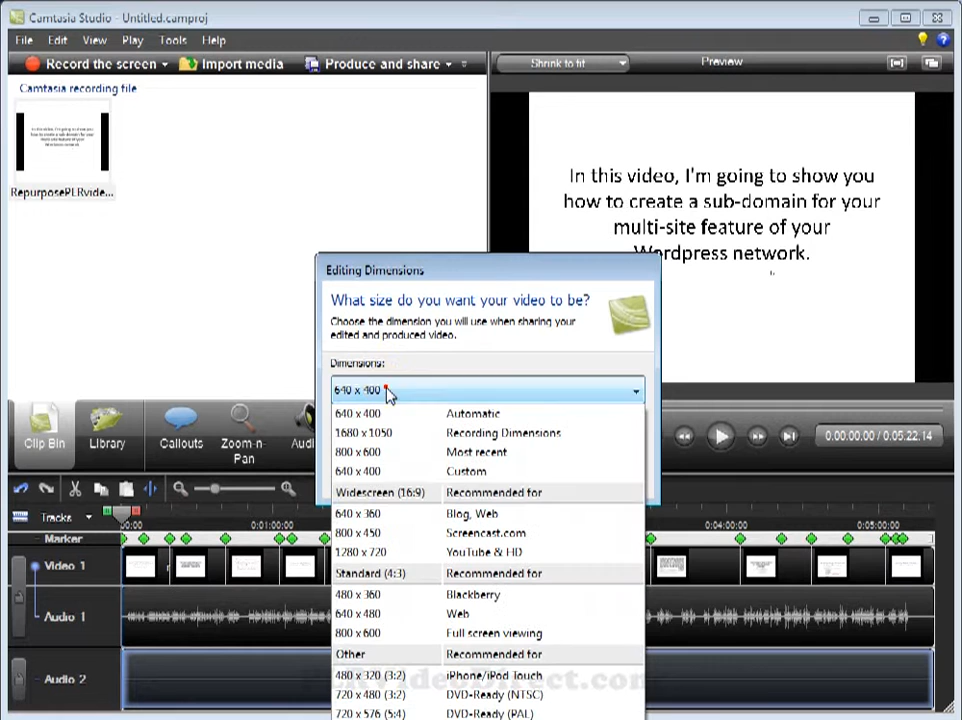 Camtasia Studio - Untitled.camproj
File Edit View Play Tools Help
Record the screen Import media Produce and share
Shrink to fit Preview
Camtasia recording file
RepurposePLRvide...
In this video, I'm going to show you
how to create a sub-domain for your
multi-site feature of your
Wordpress network.
Editing Dimensions
What size do you want your video to be?
Choose the dimension you will use when sharing your
edited and produced video.
Dimensions:
640 x 400
640 x 400 Automatic
1680 x 1050 Recording Dimensions
800 x 600 Most recent
640 x 400 Custom
Widescreen (16:9) Recommended for
640 x 360 Blog, Web
800 x 450 Screencast.com
1280 x 720 YouTube & HD
Standard (4:3) Recommended for
480 x 360 Blackberry
640 x 480 Web
800 x 600 Full screen viewing
Other Recommended for
480 x 320 (3:2) iPhone/iPod Touch
720 x 480 (3:2) DVD-Ready (NTSC)
720 x 576 (5:4) DVD-Ready (PAL)
Clip Bin Library Callouts Zoom-n-Pan Audi
0:00:00.00 / 0:05:22.14
Tracks :00 0:01:00:00 0:04:00:00 0:05:00:00
Marker
Video 1
Audio 1
Audio 2
PLRVideoDirect.com